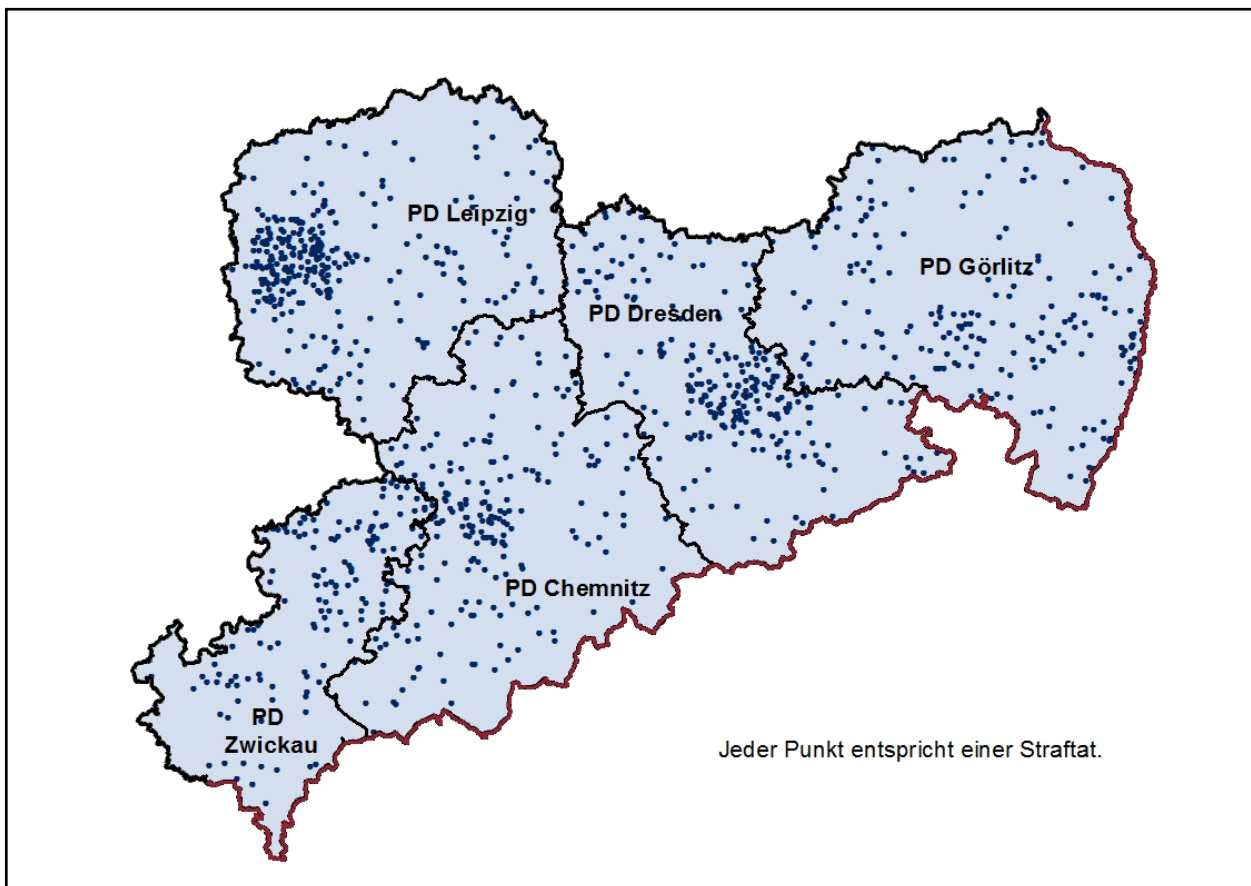 PD Leipzig
PD Görlitz
PD Dresden
PD Chemnitz
PD
Zwickau
Jeder Punkt entspricht einer Straftat.